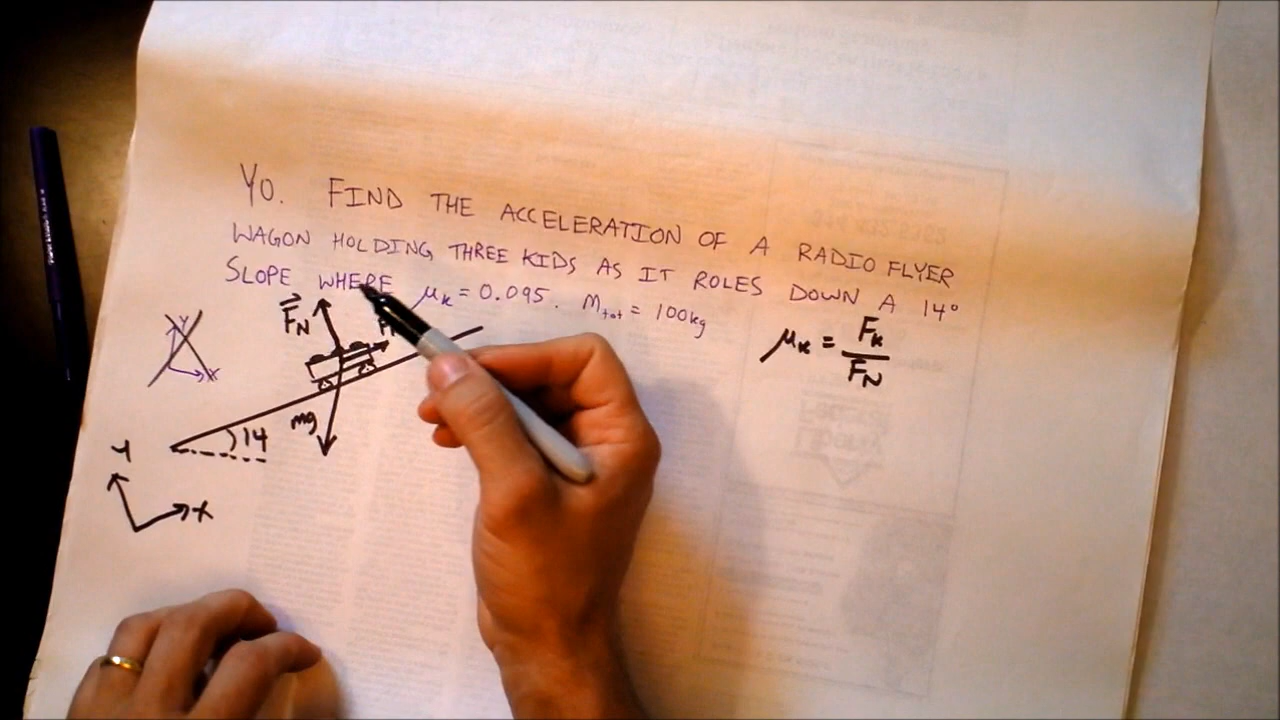 YO. FIND THE ACCELERATION OF A RADIO FLYER
WAGON HOLDING THREE KIDS AS IT ROLES DOWN A 14°
SLOPE WHERE μk = 0.095. Mtot = 100kg
μk = Fk / FN
FN
F
mg
14
Y
X
Y
X